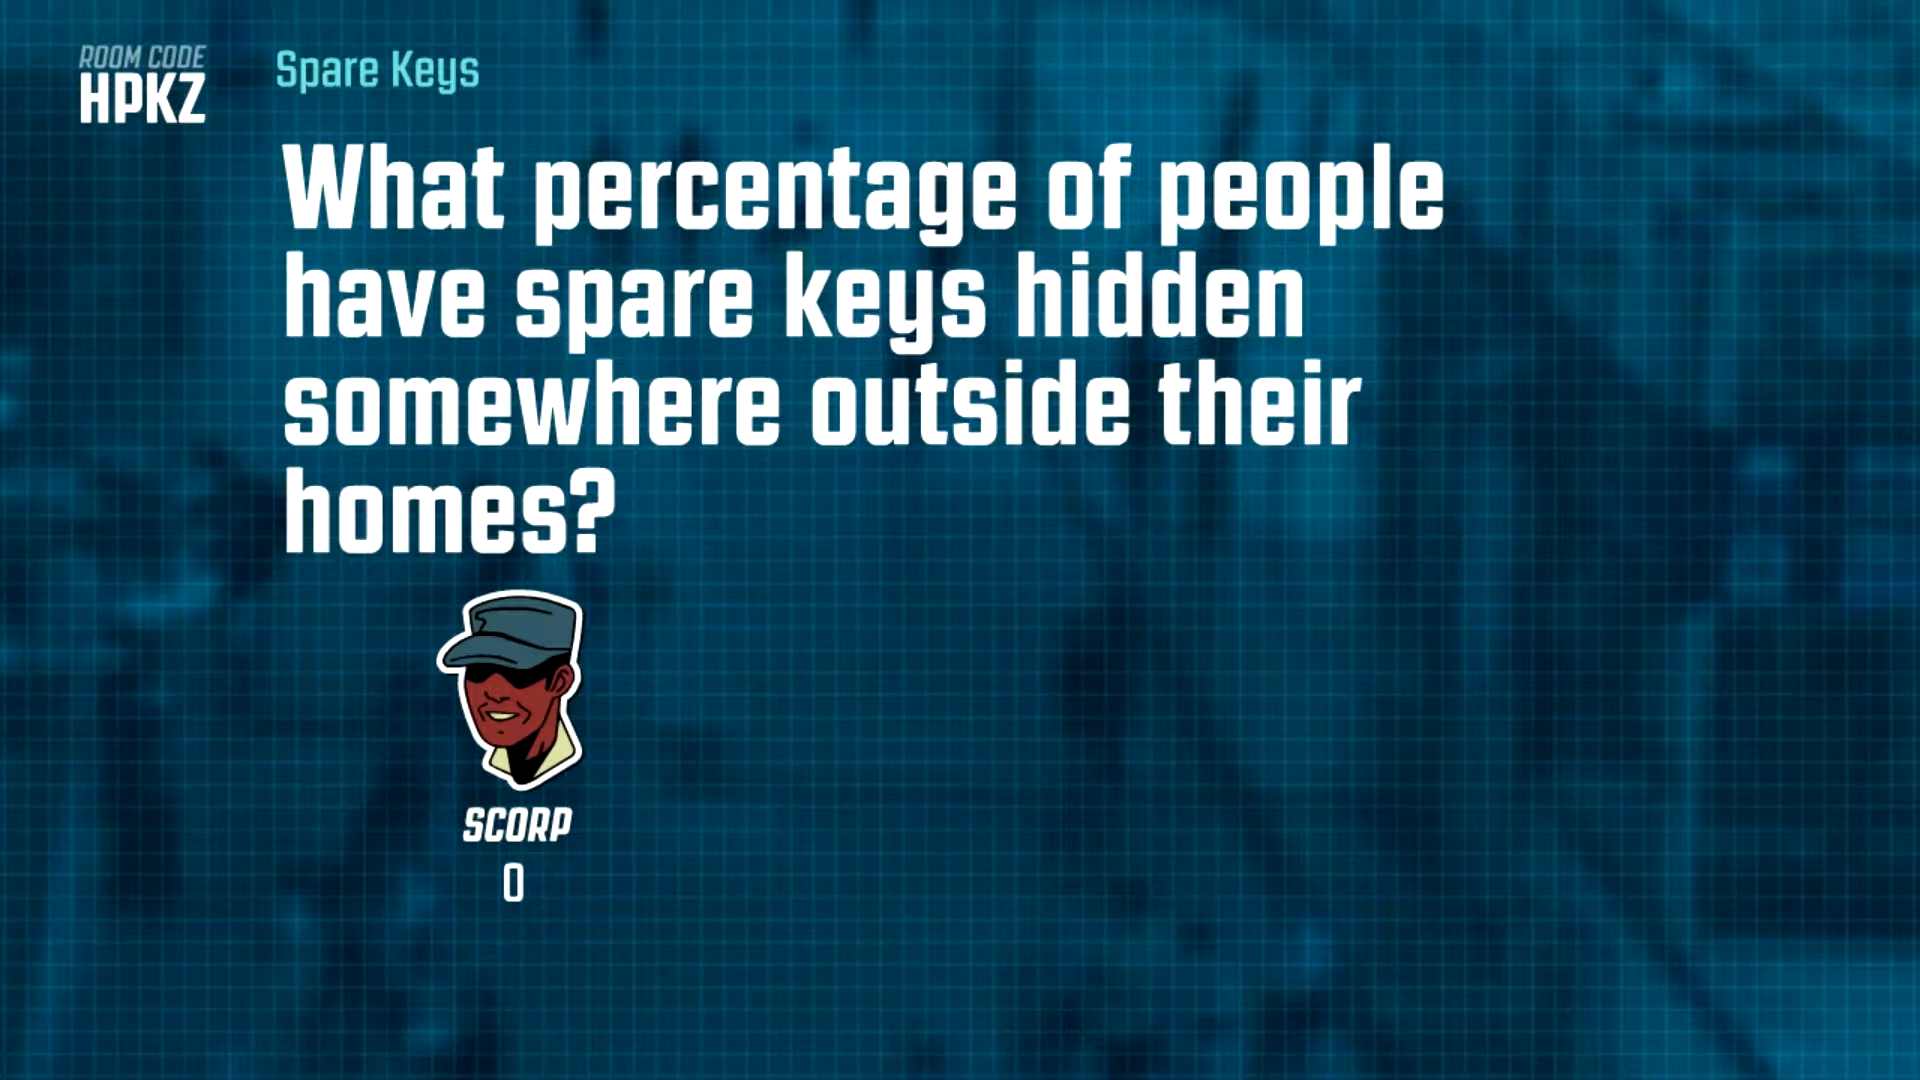 ROOM CODE
HPKZ
Spare Keys
What percentage of people
have spare keys hidden
somewhere outside their
homes?
SCORP
0